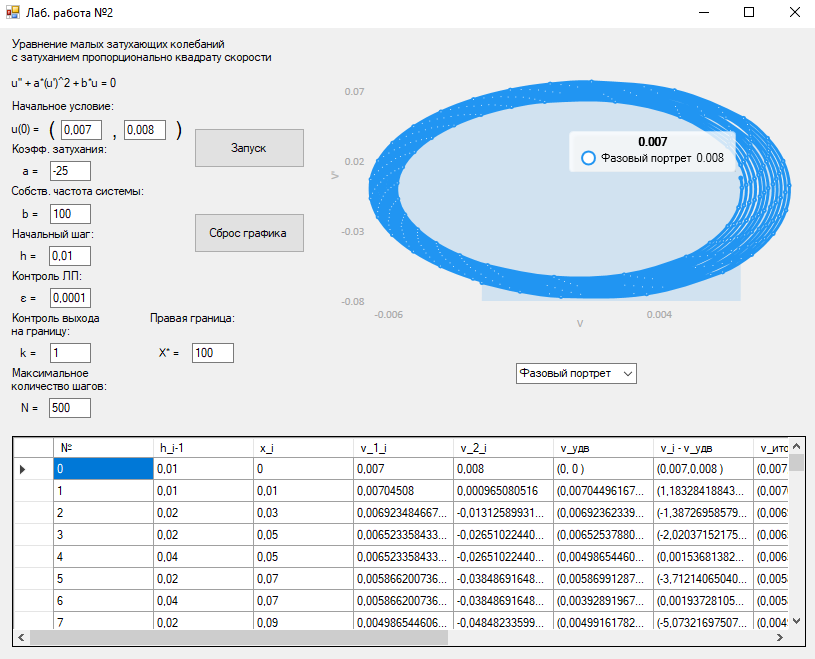 Лаб. работа №2
Уравнение малых затухающих колебаний
с затуханием пропорционально квадрату скорости
u'' + a*(u')^2 + b*u = 0
Начальное условие:
u(0) = ( 0,007 , 0,008 )
Коэфф. затухания:
a = -25
Собств. частота системы:
b = 100
Начальный шаг:
h = 0,01
Контроль ЛП:
ε = 0,0001
Контроль выхода
на границу:
k = 1
Правая граница:
X* = 100
Максимальное
количество шагов:
N = 500
Запуск
Сброс графика
0.07
0.02
-0.03
-0.08
V'
-0.006
0.004
V
0.007
Фазовый портрет 0.008
Фазовый портрет
№ h_i-1 x_i v_1_i v_2_i v_удв v_i - v_удв v_ито
0 0,01 0 0,007 0,008 (0, 0 ) (0,007,0,008 ) (0,007
1 0,01 0,01 0,00704508 0,000965080516 (0,00704496167... (1,18328418843... (0,007
2 0,02 0,03 0,006923484667... -0,01312589931... (0,00692362339... (-1,38726958579... (0,006
3 0,02 0,05 0,006523358433... -0,02651022440... (0,00652537880... (-2,02037152175... (0,006
4 0,04 0,05 0,006523358433... -0,02651022440... (0,00498654460... (0,00153681382... (0,006
5 0,02 0,07 0,005866200736... -0,03848691648... (0,00586991287... (-3,71214065040... (0,005
6 0,04 0,07 0,005866200736... -0,03848691648... (0,00392891967... (0,00193728105... (0,005
7 0,02 0,09 0,004986544606... -0,04848233599... (0,00499161782... (-5,07321697507... (0,004